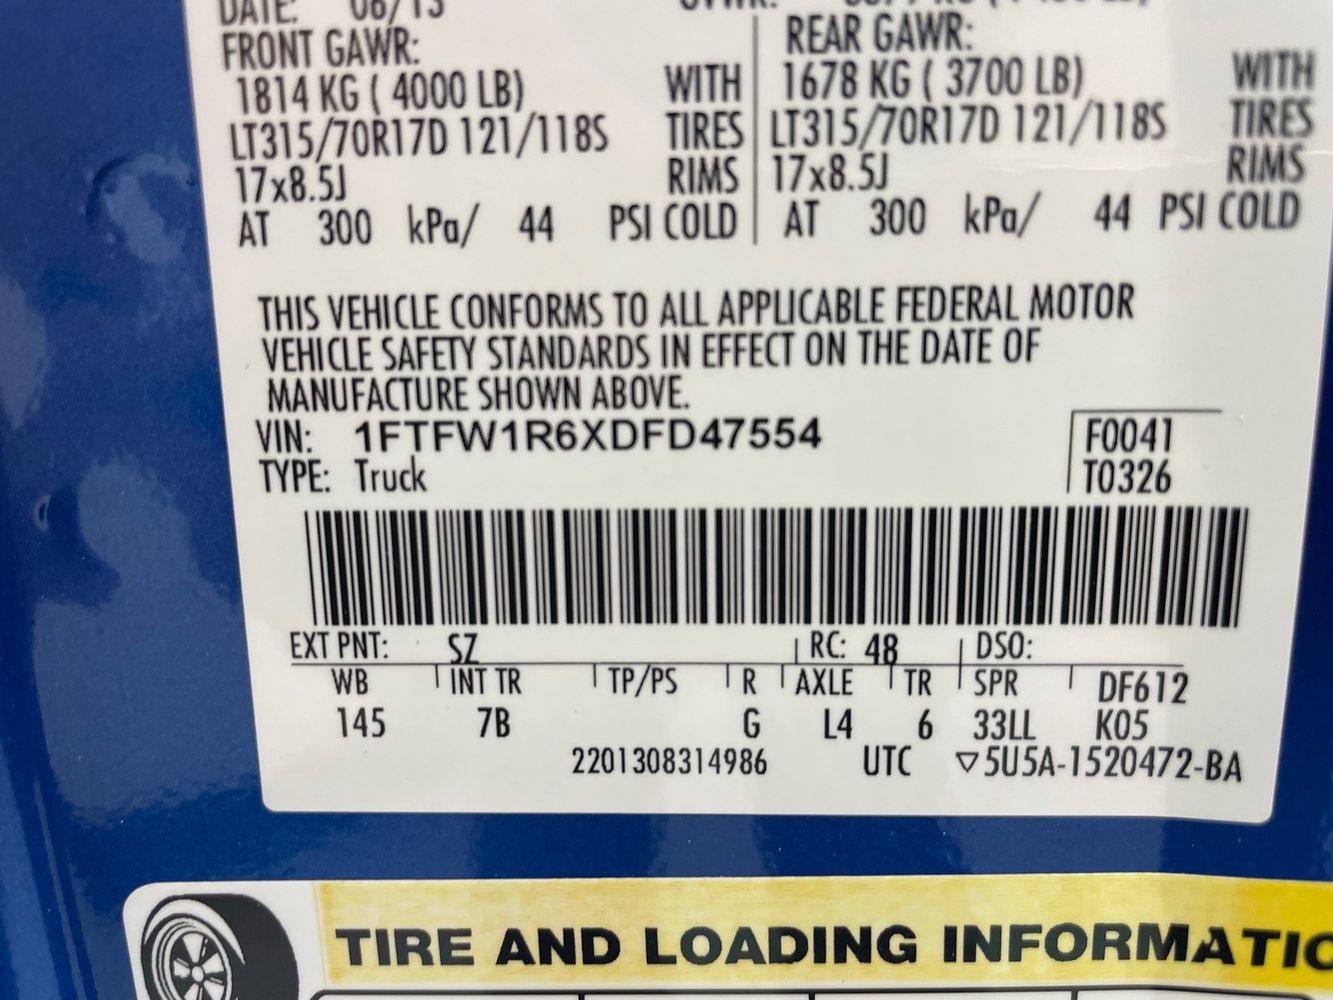 DATE: 06/13
FRONT GAWR: REAR GAWR:
1814 KG ( 4000 LB) WITH 1678 KG ( 3700 LB) WITH
LT315/70R17D 121/118S TIRES LT315/70R17D 121/118S TIRES
17x8.5J RIMS 17x8.5J RIMS
AT 300 kPa/ 44 PSI COLD AT 300 kPa/ 44 PSI COLD
THIS VEHICLE CONFORMS TO ALL APPLICABLE FEDERAL MOTOR
VEHICLE SAFETY STANDARDS IN EFFECT ON THE DATE OF
MANUFACTURE SHOWN ABOVE.
VIN: 1FTFW1R6XDFD47554 F0041
TYPE: Truck T0326
EXT PNT: SZ RC: 48 DSO:
WB INT TR TP/PS R AXLE TR SPR DF612
145 7B G L4 6 33LL K05
2201308314986 UTC ▽5U5A-1520472-BA
TIRE AND LOADING INFORMATIO